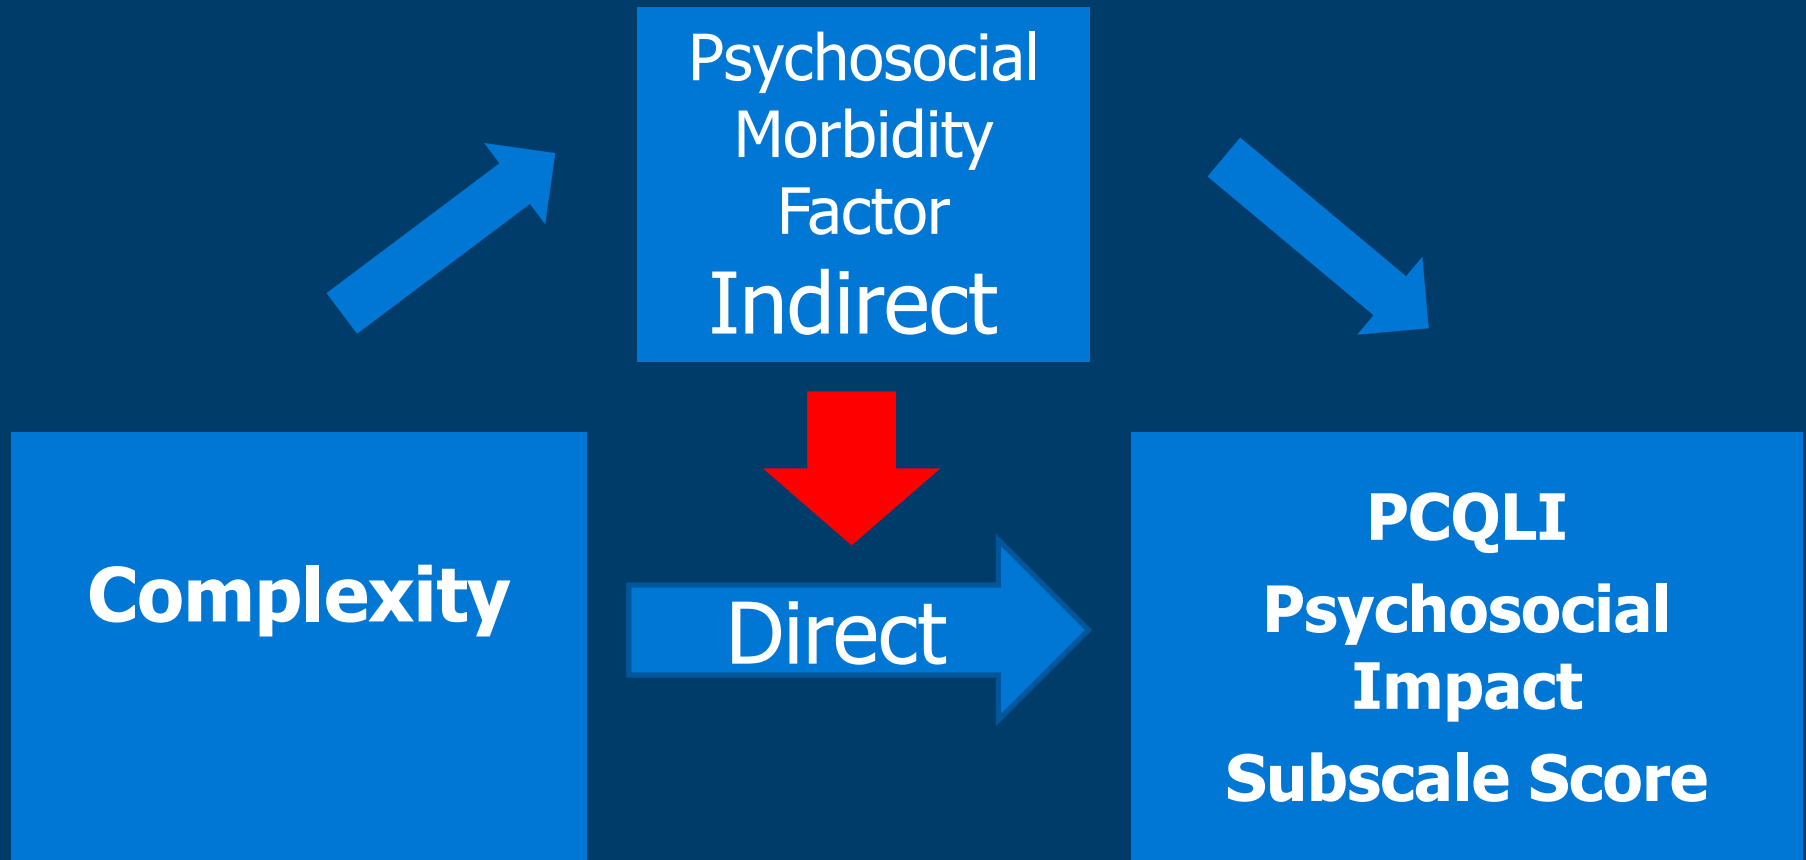 Psychosocial
Morbidity
Factor
Indirect
Complexity
Direct
PCQLI
Psychosocial
Impact
Subscale Score